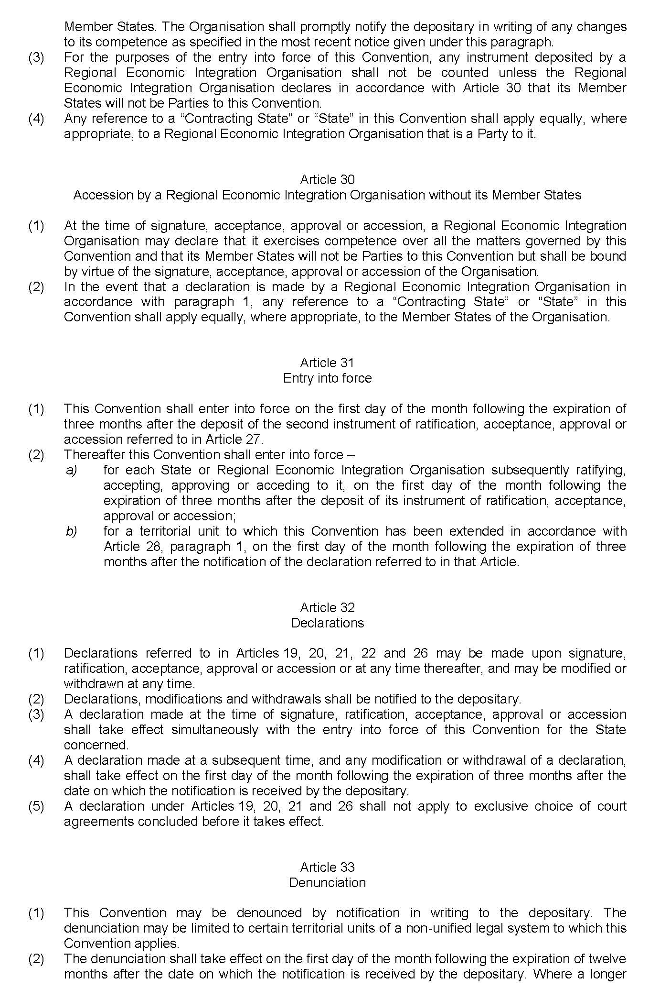 Member States. The Organisation shall promptly notify the depositary in writing of any changes
to its competence as specified in the most recent notice given under this paragraph.
(3) For the purposes of the entry into force of this Convention, any instrument deposited by a
Regional Economic Integration Organisation shall not be counted unless the Regional
Economic Integration Organisation declares in accordance with Article 30 that its Member
States will not be Parties to this Convention.
(4) Any reference to a “Contracting State” or “State” in this Convention shall apply equally, where
appropriate, to a Regional Economic Integration Organisation that is a Party to it.
Article 30
Accession by a Regional Economic Integration Organisation without its Member States
(1) At the time of signature, acceptance, approval or accession, a Regional Economic Integration
Organisation may declare that it exercises competence over all the matters governed by this
Convention and that its Member States will not be Parties to this Convention but shall be bound
by virtue of the signature, acceptance, approval or accession of the Organisation.
(2) In the event that a declaration is made by a Regional Economic Integration Organisation in
accordance with paragraph 1, any reference to a “Contracting State” or “State” in this
Convention shall apply equally, where appropriate, to the Member States of the Organisation.
Article 31
Entry into force
(1) This Convention shall enter into force on the first day of the month following the expiration of
three months after the deposit of the second instrument of ratification, acceptance, approval or
accession referred to in Article 27.
(2) Thereafter this Convention shall enter into force –
a) for each State or Regional Economic Integration Organisation subsequently ratifying,
accepting, approving or acceding to it, on the first day of the month following the
expiration of three months after the deposit of its instrument of ratification, acceptance,
approval or accession;
b) for a territorial unit to which this Convention has been extended in accordance with
Article 28, paragraph 1, on the first day of the month following the expiration of three
months after the notification of the declaration referred to in that Article.
Article 32
Declarations
(1) Declarations referred to in Articles 19, 20, 21, 22 and 26 may be made upon signature,
ratification, acceptance, approval or accession or at any time thereafter, and may be modified or
withdrawn at any time.
(2) Declarations, modifications and withdrawals shall be notified to the depositary.
(3) A declaration made at the time of signature, ratification, acceptance, approval or accession
shall take effect simultaneously with the entry into force of this Convention for the State
concerned.
(4) A declaration made at a subsequent time, and any modification or withdrawal of a declaration,
shall take effect on the first day of the month following the expiration of three months after the
date on which the notification is received by the depositary.
(5) A declaration under Articles 19, 20, 21 and 26 shall not apply to exclusive choice of court
agreements concluded before it takes effect.
Article 33
Denunciation
(1) This Convention may be denounced by notification in writing to the depositary. The
denunciation may be limited to certain territorial units of a non-unified legal system to which this
Convention applies.
(2) The denunciation shall take effect on the first day of the month following the expiration of twelve
months after the date on which the notification is received by the depositary. Where a longer